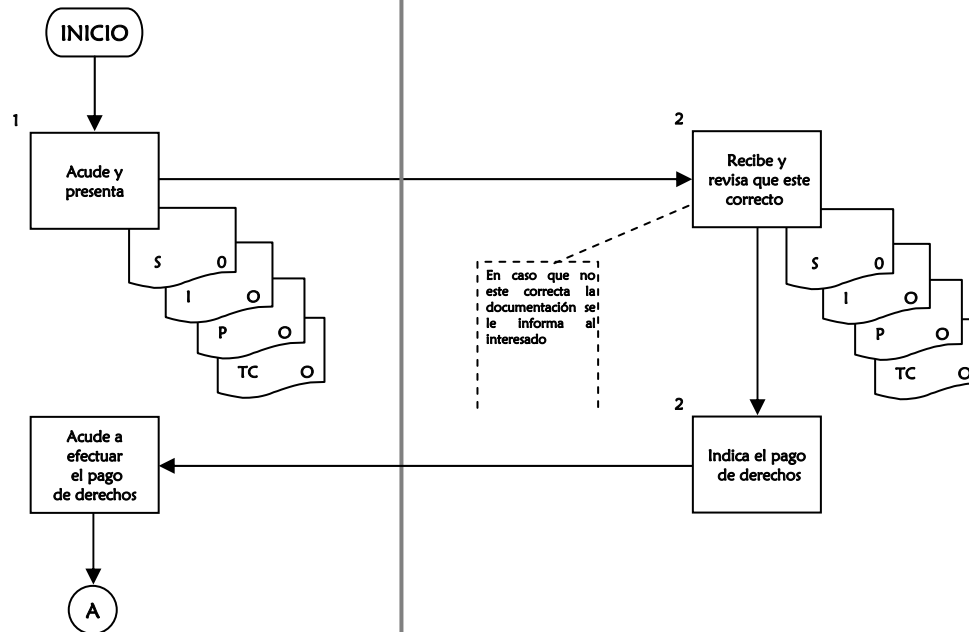 INICIO
1
Acude y
presenta
S 0
I O
P O
TC O
2
Recibe y
revisa que este
correcto
S 0
I O
P O
TC O
En caso que no
este correcta la
documentación se
le informa al
interesado
2
Indica el pago
de derechos
Acude a
efectuar
el pago
de derechos
A